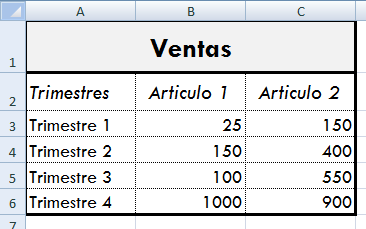 A B C
1 Ventas
2 Trimestres Articulo 1 Articulo 2
3 Trimestre 1 25 150
4 Trimestre 2 150 400
5 Trimestre 3 100 550
6 Trimestre 4 1000 900
7